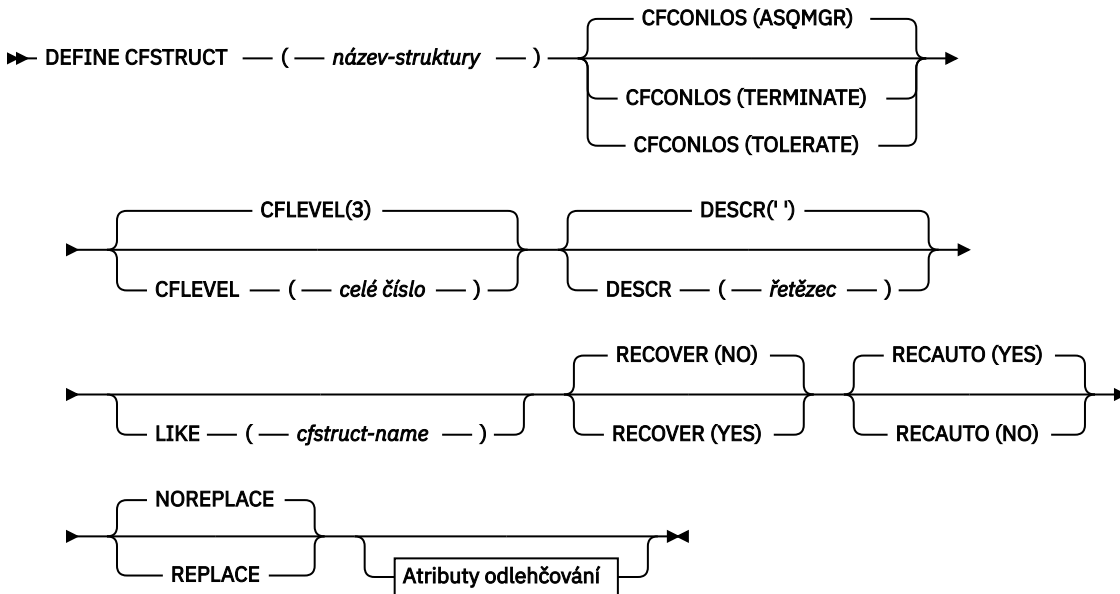 CFCONLOS (ASQMGR)
DEFINE CFSTRUCT ( název-struktury )
CFCONLOS (TERMINATE)
CFCONLOS (TOLERATE)
CFLEVEL(3) DESCR(' ')
CFLEVEL ( celé číslo ) DESCR ( řetězec )
RECOVER (NO) RECAUTO (YES)
LIKE ( cfstruct-name ) RECOVER (YES) RECAUTO (NO)
NOREPLACE
REPLACE Atributy odlehčování